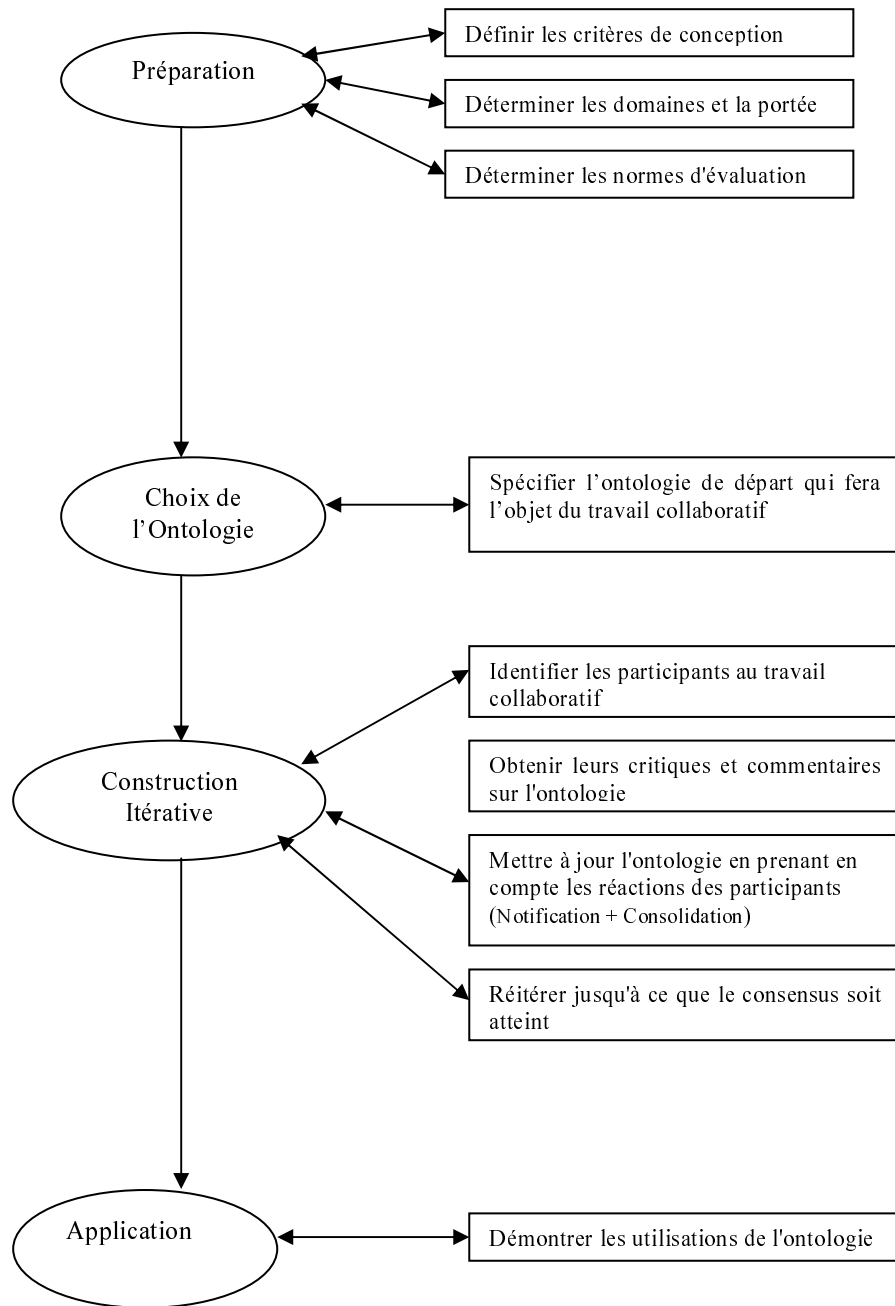 Préparation
Définir les critères de conception
Déterminer les domaines et la portée
Déterminer les normes d'évaluation
Choix de
l’Ontologie
Spécifier l’ontologie de départ qui fera
l’objet du travail collaboratif
Construction
Itérative
Identifier les participants au travail
collaboratif
Obtenir leurs critiques et commentaires
sur l'ontologie
Mettre à jour l'ontologie en prenant en
compte les réactions des participants
(Notification + Consolidation)
Réitérer jusqu'à ce que le consensus soit
atteint
Application
Démontrer les utilisations de l'ontologie